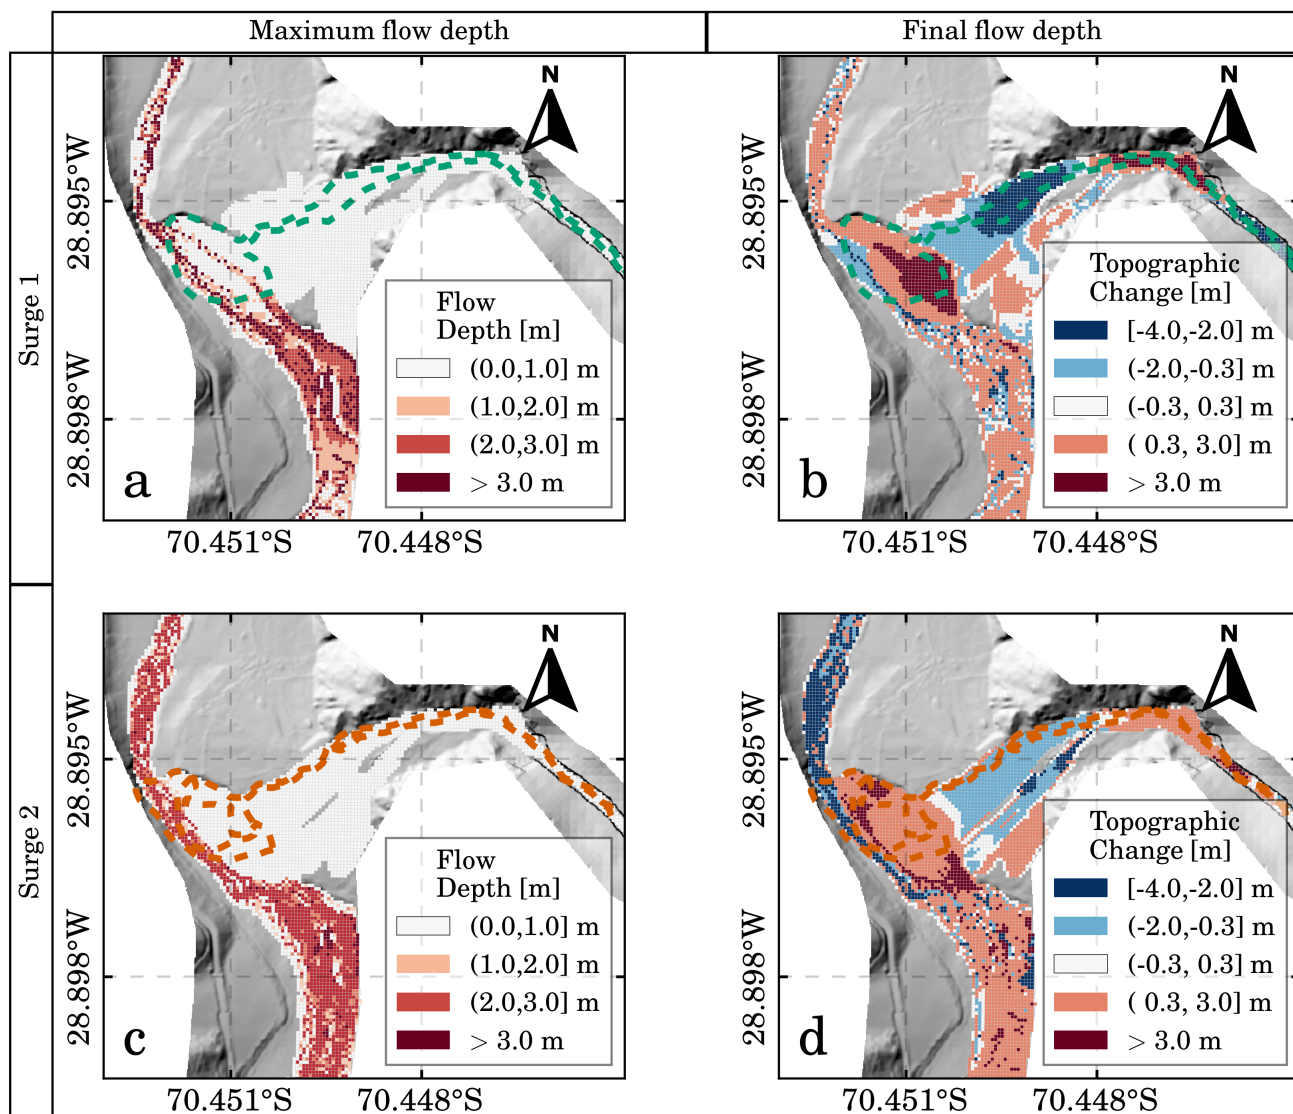 Maximum flow depth
Final flow depth
Surge 1
N
28.895°W
28.898°W
a
Flow
Depth [m]
(0.0,1.0] m
(1.0,2.0] m
(2.0,3.0] m
> 3.0 m
70.451°S
70.448°S
N
28.895°W
28.898°W
b
Topographic
Change [m]
[-4.0,-2.0] m
(-2.0,-0.3] m
(-0.3, 0.3] m
( 0.3, 3.0] m
> 3.0 m
70.451°S
70.448°S
Surge 2
N
28.895°W
28.898°W
c
Flow
Depth [m]
(0.0,1.0] m
(1.0,2.0] m
(2.0,3.0] m
> 3.0 m
70.451°S
70.448°S
N
28.895°W
28.898°W
d
Topographic
Change [m]
[-4.0,-2.0] m
(-2.0,-0.3] m
(-0.3, 0.3] m
( 0.3, 3.0] m
> 3.0 m
70.451°S
70.448°S